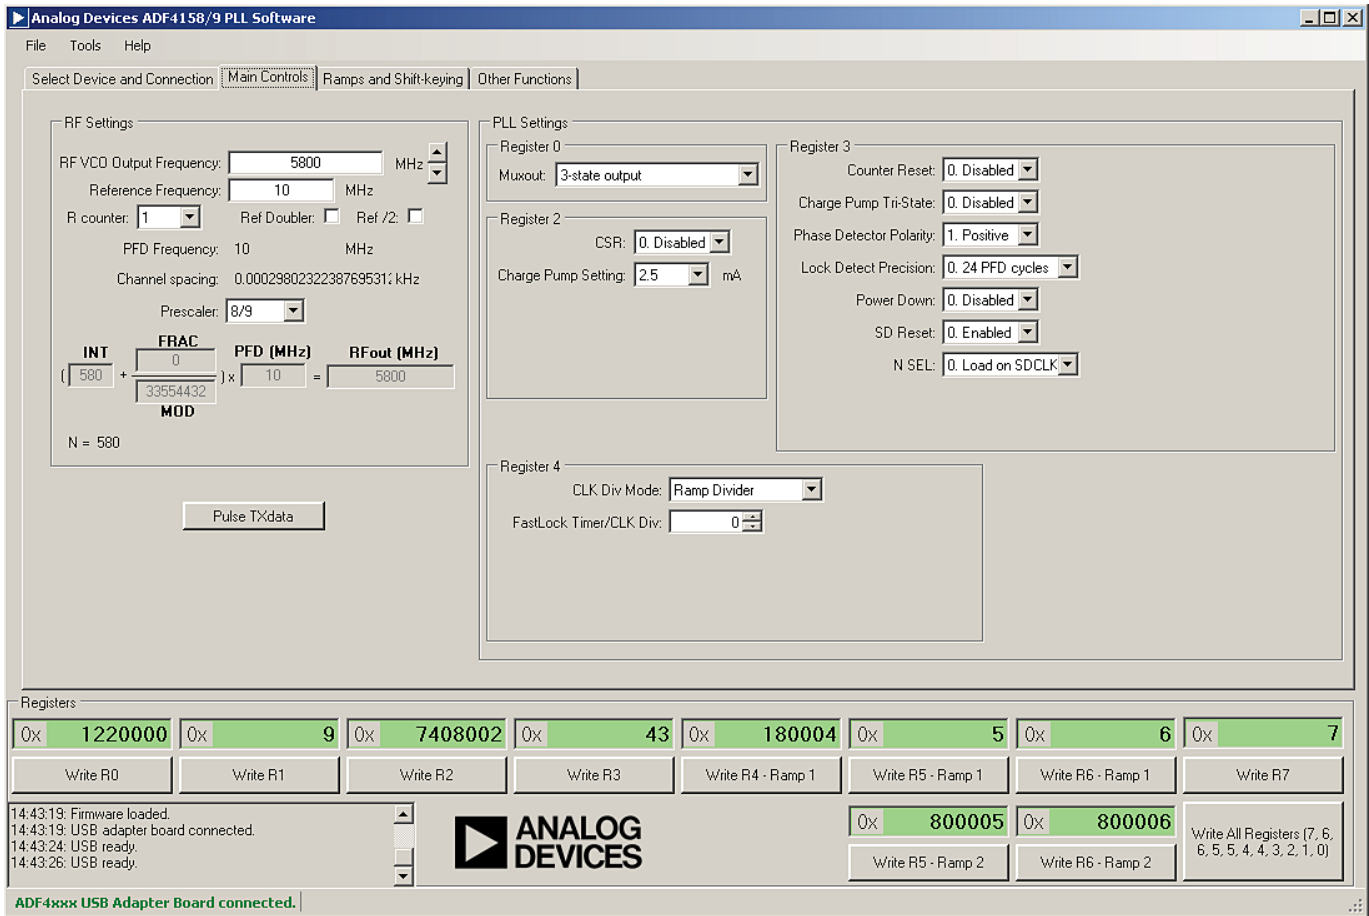 Analog Devices ADF4158/9 PLL Software
File Tools Help
Select Device and Connection Main Controls Ramps and Shift-keying Other Functions
RF Settings
RF VCO Output Frequency: 5800 MHz
Reference Frequency: 10 MHz
R counter: 1 Ref Doubler: Ref /2:
PFD Frequency: 10 MHz
Channel spacing: 0.00029802322387695312 kHz
Prescaler: 8/9
INT FRAC PFD (MHz) RFout (MHz)
0
( 580 + ) x 10 = 5800
33554432
MOD
N = 580
Pulse TXdata
PLL Settings
Register 0
Muxout: 3-state output
Register 2
CSR: 0. Disabled
Charge Pump Setting: 2.5 mA
Register 3
Counter Reset: 0. Disabled
Charge Pump Tri-State: 0. Disabled
Phase Detector Polarity: 1. Positive
Lock Detect Precision: 0. 24 PFD cycles
Power Down: 0. Disabled
SD Reset: 0. Enabled
N SEL: 0. Load on SDCLK
Register 4
CLK Div Mode: Ramp Divider
FastLock Timer/CLK Div: 0
Registers
0x 1220000 0x 9 0x 7408002 0x 43 0x 180004 0x 5 0x 6 0x 7
Write R0 Write R1 Write R2 Write R3 Write R4 - Ramp 1 Write R5 - Ramp 1 Write R6 - Ramp 1 Write R7
14:43:19: Firmware loaded.
14:43:19: USB adapter board connected.
14:43:24: USB ready.
14:43:26: USB ready.
ANALOG
DEVICES
0x 800005 0x 800006
Write R5 - Ramp 2 Write R6 - Ramp 2
Write All Registers (7, 6,
6, 5, 5, 4, 4, 3, 2, 1, 0)
ADF4xxx USB Adapter Board connected.